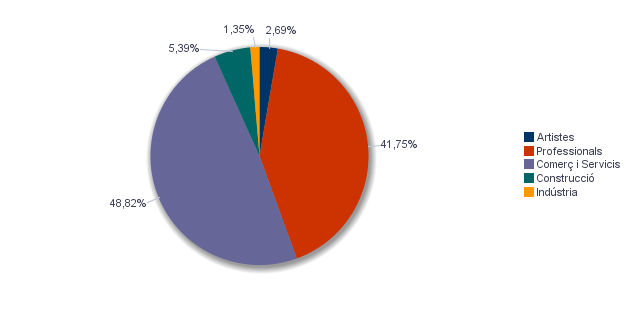 1,35%
2,69%
5,39%
41,75%
48,82%
Artistes
Professionals
Comerç i Servicis
Construcció
Indústria